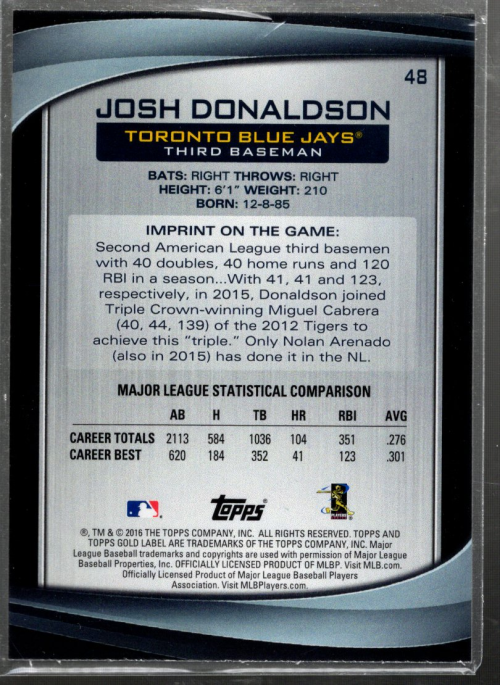 48
JOSH DONALDSON
TORONTO BLUE JAYS®
THIRD BASEMAN
BATS: RIGHT THROWS: RIGHT
HEIGHT: 6'1" WEIGHT: 210
BORN: 12-8-85
IMPRINT ON THE GAME:
Second American League third basemen
with 40 doubles, 40 home runs and 120
RBI in a season...With 41, 41 and 123,
respectively, in 2015, Donaldson joined
Triple Crown-winning Miguel Cabrera
(40, 44, 139) of the 2012 Tigers to
achieve this "triple." Only Nolan Arenado
(also in 2015) has done it in the NL.
MAJOR LEAGUE STATISTICAL COMPARISON
AB H TB HR RBI AVG
CAREER TOTALS 2113 584 1036 104 351 .276
CAREER BEST 620 184 352 41 123 .301
Topps
PLAYERS
®, TM & © 2016 THE TOPPS COMPANY, INC. ALL RIGHTS RESERVED. TOPPS AND
TOPPS GOLD LABEL ARE TRADEMARKS OF THE TOPPS COMPANY, INC. Major
League Baseball trademarks and copyrights are used with permission of Major League
Baseball Properties, Inc. OFFICIALLY LICENSED PRODUCT OF MLBP. Visit MLB.com.
Officially Licensed Product of Major League Baseball Players
Association. Visit MLBPlayers.com.